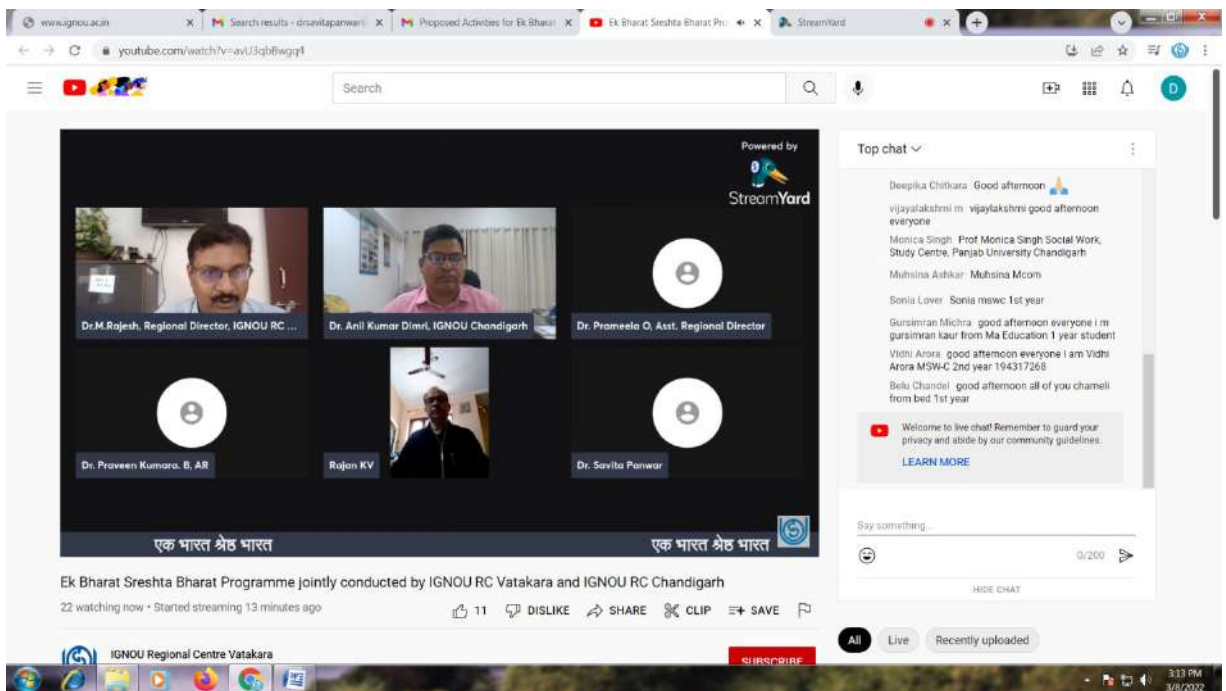 www.ignou.ac.in
Search results - drsavitaparwar
Proposed Activities for Ek Bharat
Ek Bharat Sreshta Bharat Pro
StreamYard
youtube.com/watch?v=avU3qbBwgq4
Search
D
Powered by
StreamYard
Dr.M.Rajesh, Regional Director, IGNOU RC ...
Dr. Anil Kumar Dimri, IGNOU Chandigarh
Dr. Prameela O, Asst. Regional Director
Dr. Praveen Kumara. B, AR
Rajan KV
Dr. Savita Panwar
एक भारत श्रेष्ठ भारत
एक भारत श्रेष्ठ भारत
Ek Bharat Sreshta Bharat Programme jointly conducted by IGNOU RC Vatakara and IGNOU RC Chandigarh
22 watching now • Started streaming 13 minutes ago
11 DISLIKE SHARE CLIP SAVE
IGNOU Regional Centre Vatakara
SUBSCRIBE
Top chat
Deepika Chitkara Good afternoon
vijayalakshmi m vijaylakshmi good afternoon
everyone
Monica Singh Prof Monica Singh Social Work,
Study Centre, Panjab University Chandigarh
Muhsina Ashkar Muhsina Mcom
Sonia Lover Sonia mswc 1st year
Gursimran Michra good afternoon everyone i m
gursimran kaur from Ma Education 1 year student
Vidhi Arora good afternoon everyone I am Vidhi
Arora MSW-C 2nd year 194317268
Belu Chandel good afternoon all of you chameli
from bed 1st year
Welcome to live chat! Remember to guard your
privacy and abide by our community guidelines.
LEARN MORE
Say something...
0/200
HIDE CHAT
All Live Recently uploaded
3:13 PM
3/8/2022